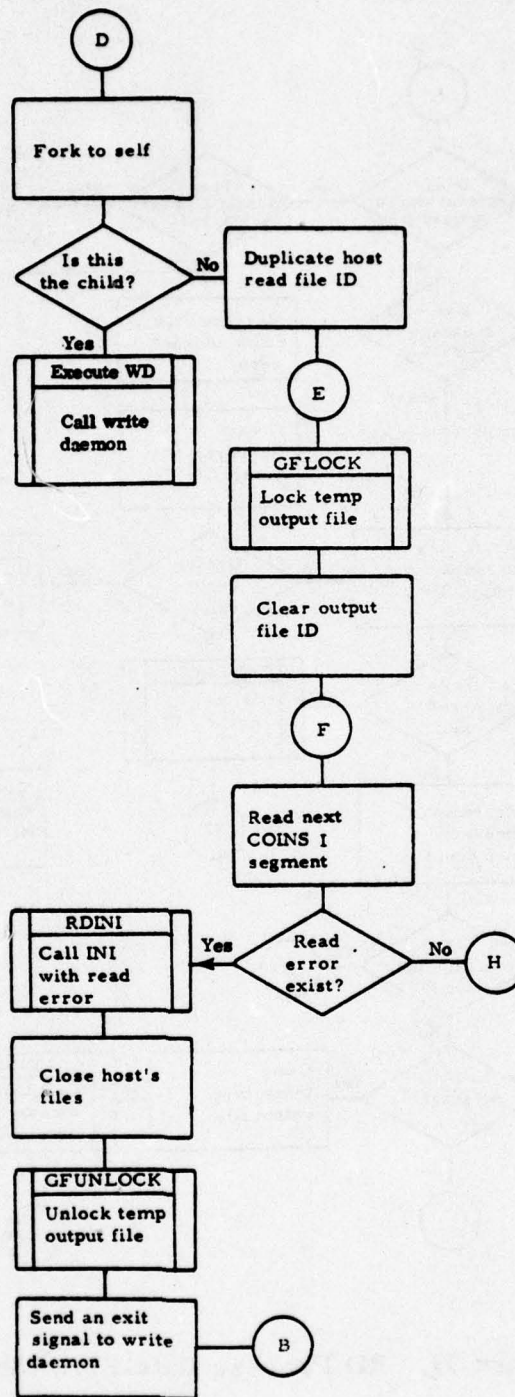 D
Fork to self
Is this
the child?
No
Duplicate host
read file ID
Yes
Execute WD
Call write
daemon
E
GFLOCK
Lock temp
output file
Clear output
file ID
F
Read next
COINS I
segment
RDINI
Call INI
with read
error
Yes
Read
error
exist?
No
H
Close host's
files
GFUNLOCK
Unlock temp
output file
Send an exit
signal to write
daemon
B